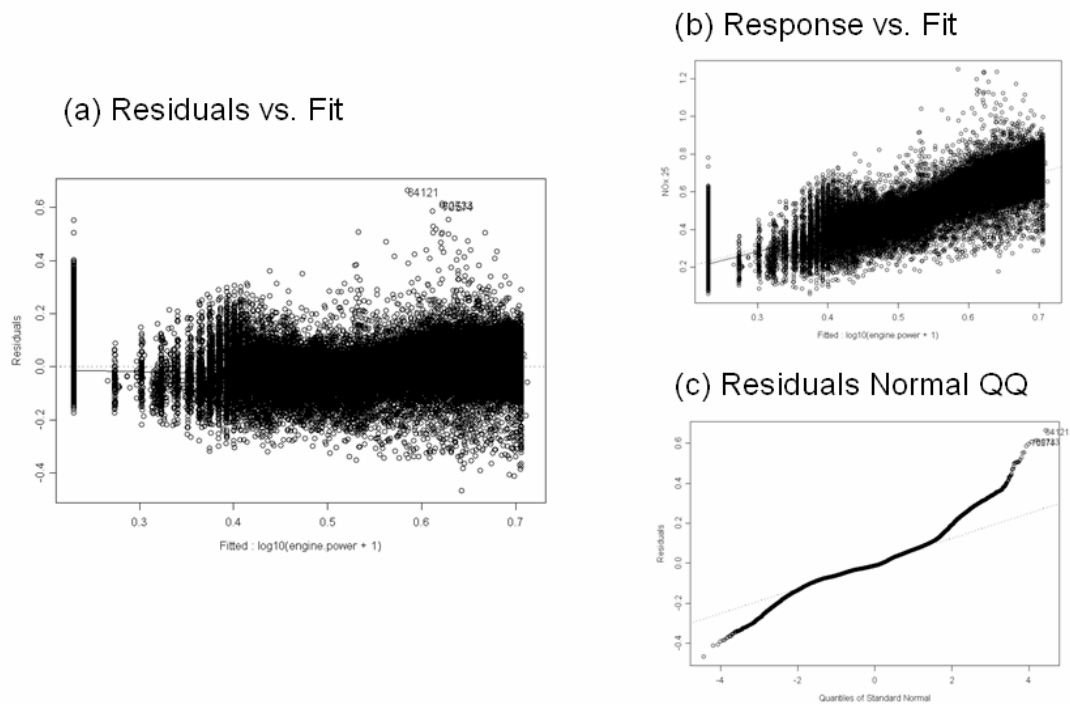 (a) Residuals vs. Fit
64121
0.6
0.4
0.2
0.0
-0.2
-0.4
Residuals
0.3 0.4 0.5 0.6 0.7
Fitted : log10(engine.power + 1)
(b) Response vs. Fit
1.2
1.0
0.8
0.6
0.4
0.2
NOx.25
0.3 0.4 0.5 0.6 0.7
Fitted : log10(engine.power + 1)
(c) Residuals Normal QQ
64121
0.6
0.4
0.2
0.0
-0.2
-0.4
Residuals
-4 -2 0 2 4
Quantiles of Standard Normal